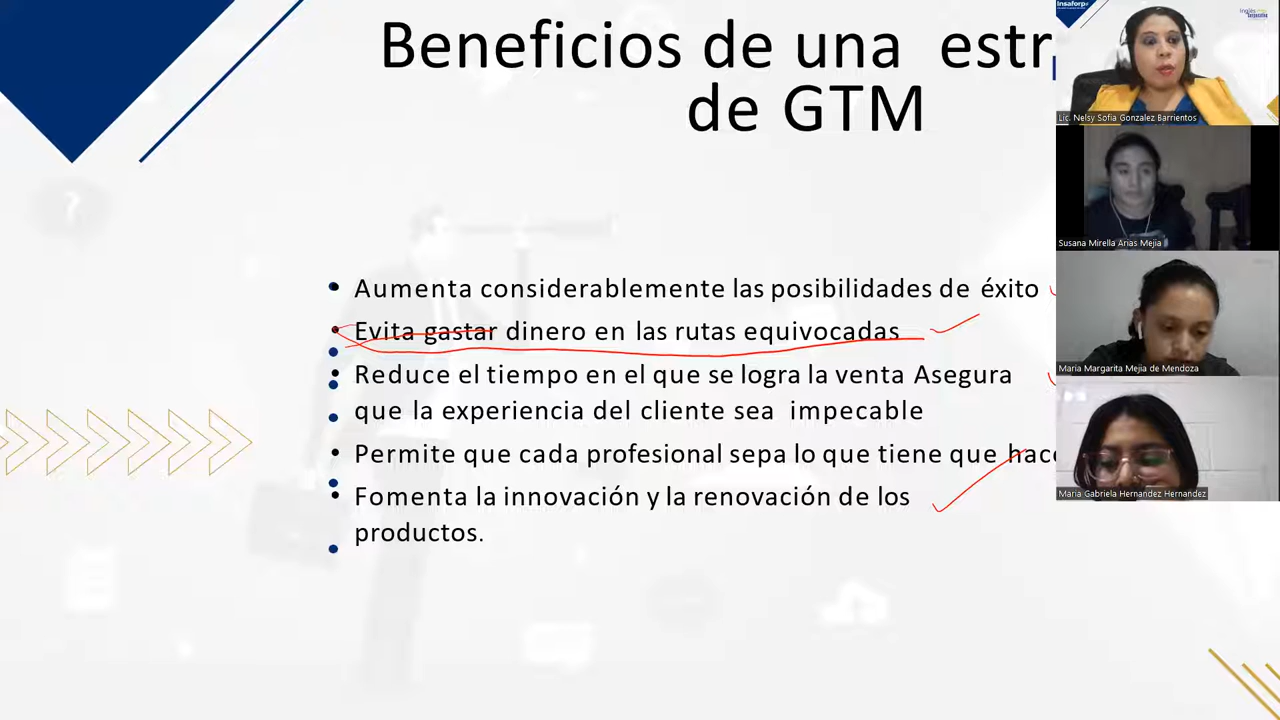 Beneficios de una estr
de GTM
• Aumenta considerablemente las posibilidades de éxito
• Evita gastar dinero en las rutas equivocadas
• Reduce el tiempo en el que se logra la venta Asegura
• que la experiencia del cliente sea impecable
• Permite que cada profesional sepa lo que tiene que hace
• Fomenta la innovación y la renovación de los
productos.
Insaforp
Lic. Nelsy Sofia Gonzalez Barrientos
Susana Mirella Arias Mejia
Maria Margarita Mejia de Mendoza
Maria Gabriela Hernandez Hernandez